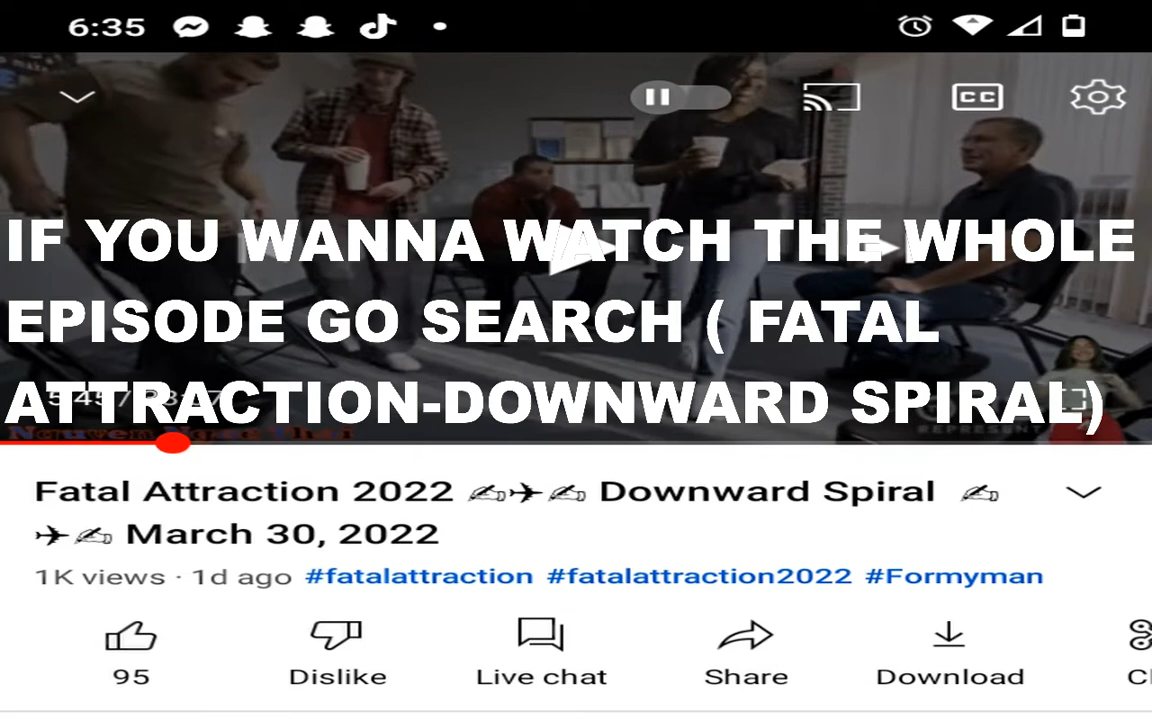 6:35
CC
IF YOU WANNA WATCH THE WHOLE
EPISODE GO SEARCH ( FATAL
ATTRACTION-DOWNWARD SPIRAL)
Fatal Attraction 2022 ✍✈✍ Downward Spiral ✍
✈✍ March 30, 2022
1K views · 1d ago #fatalattraction #fatalattraction2022 #Formyman
95
Dislike
Live chat
Share
Download